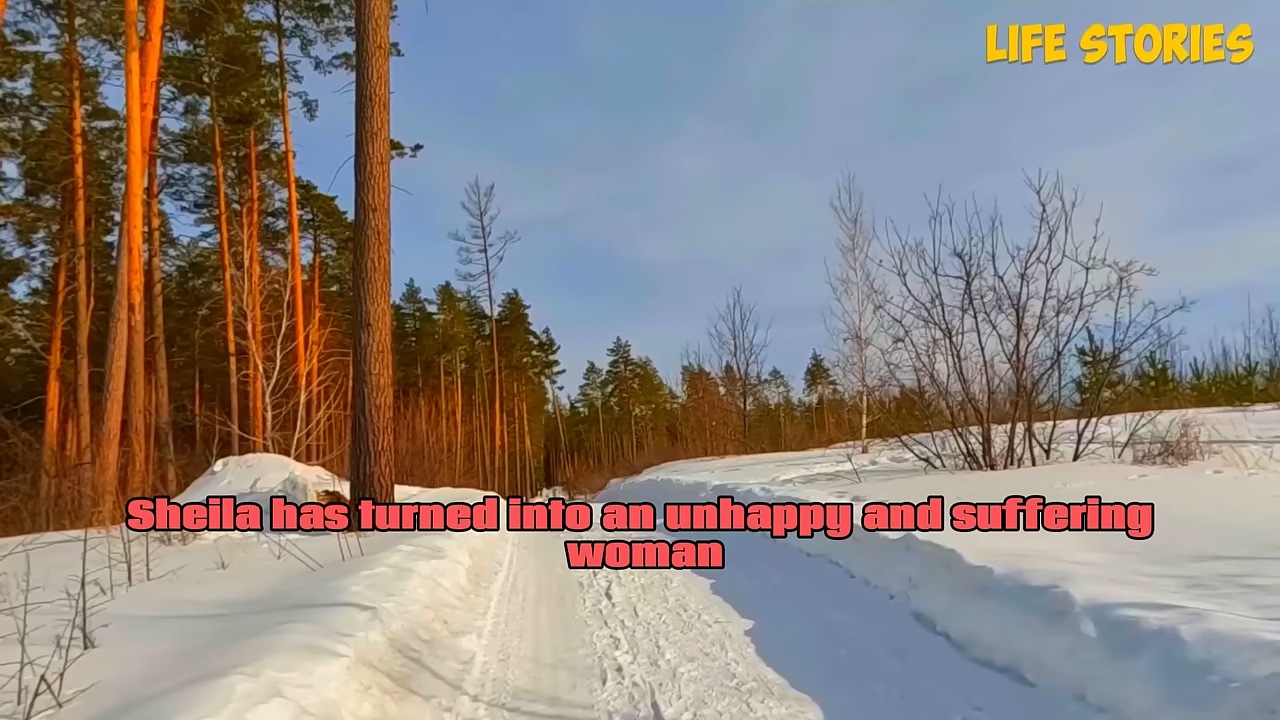 LIFE STORIES
Sheila has turned into an unhappy and suffering
woman